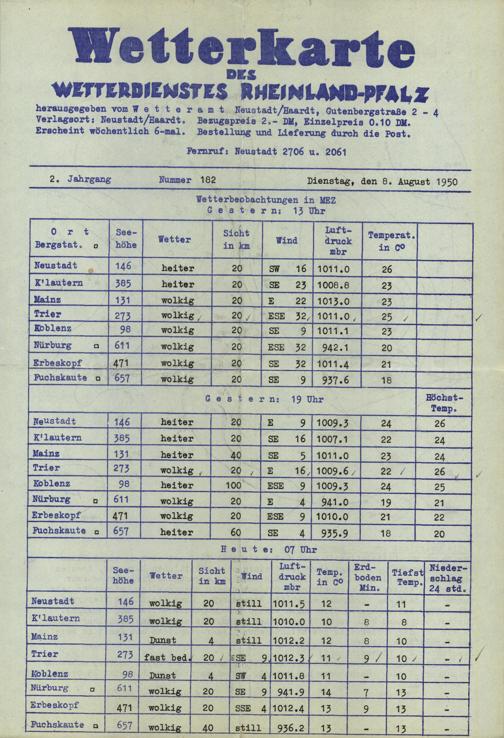 Wetterkarte
DES
WETTERDIENSTES RHEINLAND-PFALZ
herausgegeben vom Wetteramt Neustadt/Haardt, Gutenbergstraße 2 - 4
Verlagsort: Neustadt/Haardt. Bezugspreis 2.- DM, Einzelpreis 0.10 DM.
Erscheint wöchentlich 6-mal. Bestellung und Lieferung durch die Post.
Fernruf: Neustadt 2706 u. 2061
2. Jahrgang Nummer 182 Dienstag, den 8. August 1950
Wetterbeobachtungen in MEZ
Gestern: 13 Uhr
Ort Bergstat. ▫ Seehöhe Wetter Sicht in km Wind Luftdruck mbr Temperat. in C°
Neustadt 146 heiter 20 SW 16 1011.0 26
K'lautern 385 heiter 20 SE 23 1008.8 23
Mainz 131 wolkig 20 E 22 1013.0 23
Trier 273 wolkig 20 ESE 32 1011.0 25
Koblenz 98 wolkig 20 SE 9 1011.1 23
Nürburg ▫ 611 wolkig 20 ESE 32 942.1 20
Erbeskopf 471 wolkig 20 SE 32 1011.4 21
Fuchskaute ▫ 657 wolkig 20 SE 9 937.6 18
Gestern: 19 Uhr Höchst-Temp.
Neustadt 146 heiter 20 E 9 1009.3 24 26
K'lautern 385 heiter 20 SE 16 1007.1 22 24
Mainz 131 heiter 40 SE 5 1011.0 23 24
Trier 273 wolkig 20 E 16 1009.6 22 26
Koblenz 98 heiter 100 ESE 9 1009.3 24 25
Nürburg ▫ 611 wolkig 20 E 4 941.0 19 21
Erbeskopf 471 wolkig 20 ESE 9 1010.0 21 22
Fuchskaute ▫ 657 heiter 60 SE 4 935.9 18 20
Heute: 07 Uhr
Seehöhe Wetter Sicht in km Wind Luftdruck mbr Temp. in C° Erdboden Min. Tiefst Temp. Niederschlag 24 std.
Neustadt 146 wolkig 20 still 1011.5 12 - 11 -
K'lautern 385 wolkig 20 still 1010.0 10 8 8 -
Mainz 131 Dunst 4 still 1012.2 12 8 10 -
Trier 273 fast bed. 20 SSE 9 1012.3 11 9 10 -
Koblenz 98 Dunst 4 SW 4 1011.8 11 - 10 -
Nürburg ▫ 611 wolkig 20 SE 9 941.9 14 7 13 -
Erbeskopf 471 wolkig 20 SSE 4 1012.4 13 9 13 -
Fuchskaute ▫ 657 wolkig 40 still 936.2 13 - 13 -